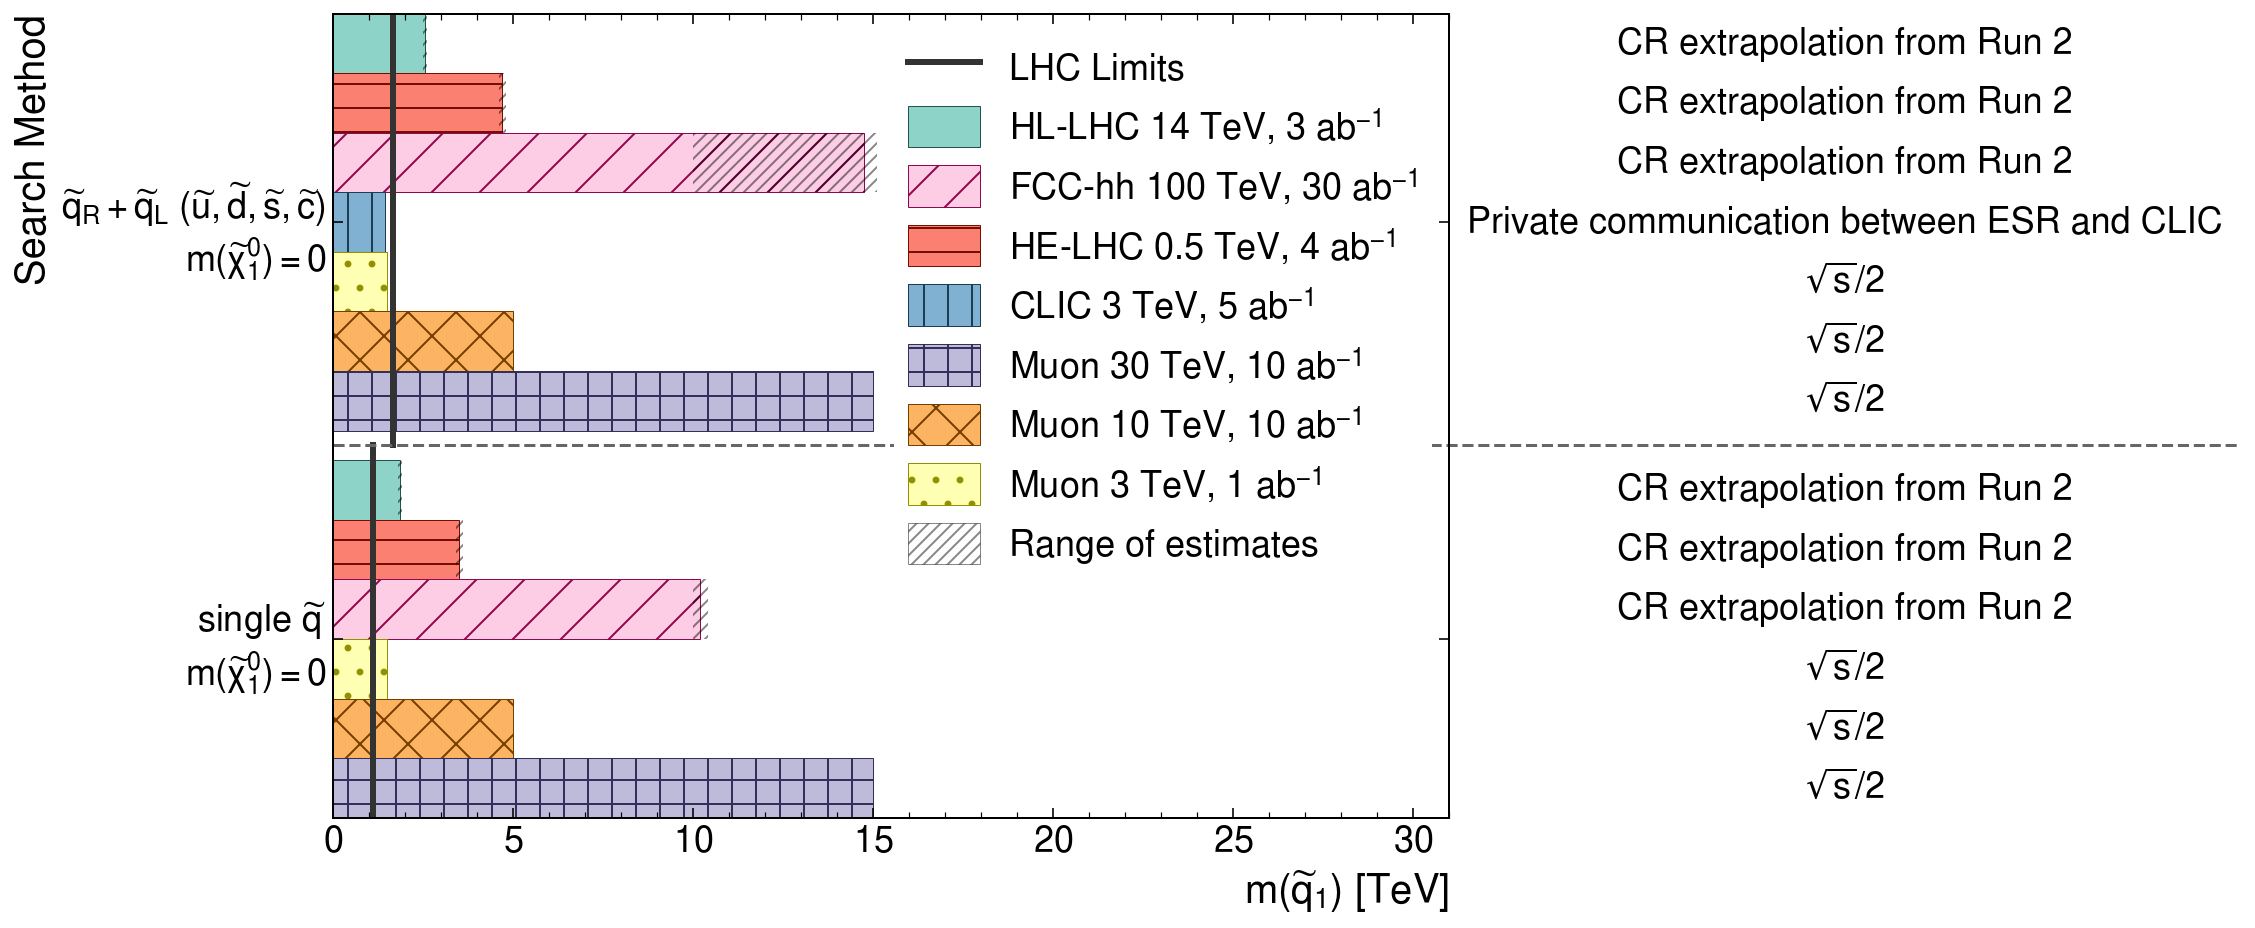 Search Method
q̃R + q̃L (ũ, d̃, s̃, c̃)
m(χ̃⁰₁) = 0
single q̃
m(χ̃⁰₁) = 0
LHC Limits
HL-LHC 14 TeV, 3 ab⁻¹
FCC-hh 100 TeV, 30 ab⁻¹
HE-LHC 0.5 TeV, 4 ab⁻¹
CLIC 3 TeV, 5 ab⁻¹
Muon 30 TeV, 10 ab⁻¹
Muon 10 TeV, 10 ab⁻¹
Muon 3 TeV, 1 ab⁻¹
Range of estimates
CR extrapolation from Run 2
CR extrapolation from Run 2
CR extrapolation from Run 2
Private communication between ESR and CLIC
√s/2
√s/2
√s/2
CR extrapolation from Run 2
CR extrapolation from Run 2
CR extrapolation from Run 2
√s/2
√s/2
√s/2
0 5 10 15 20 25 30
m(q̃₁) [TeV]